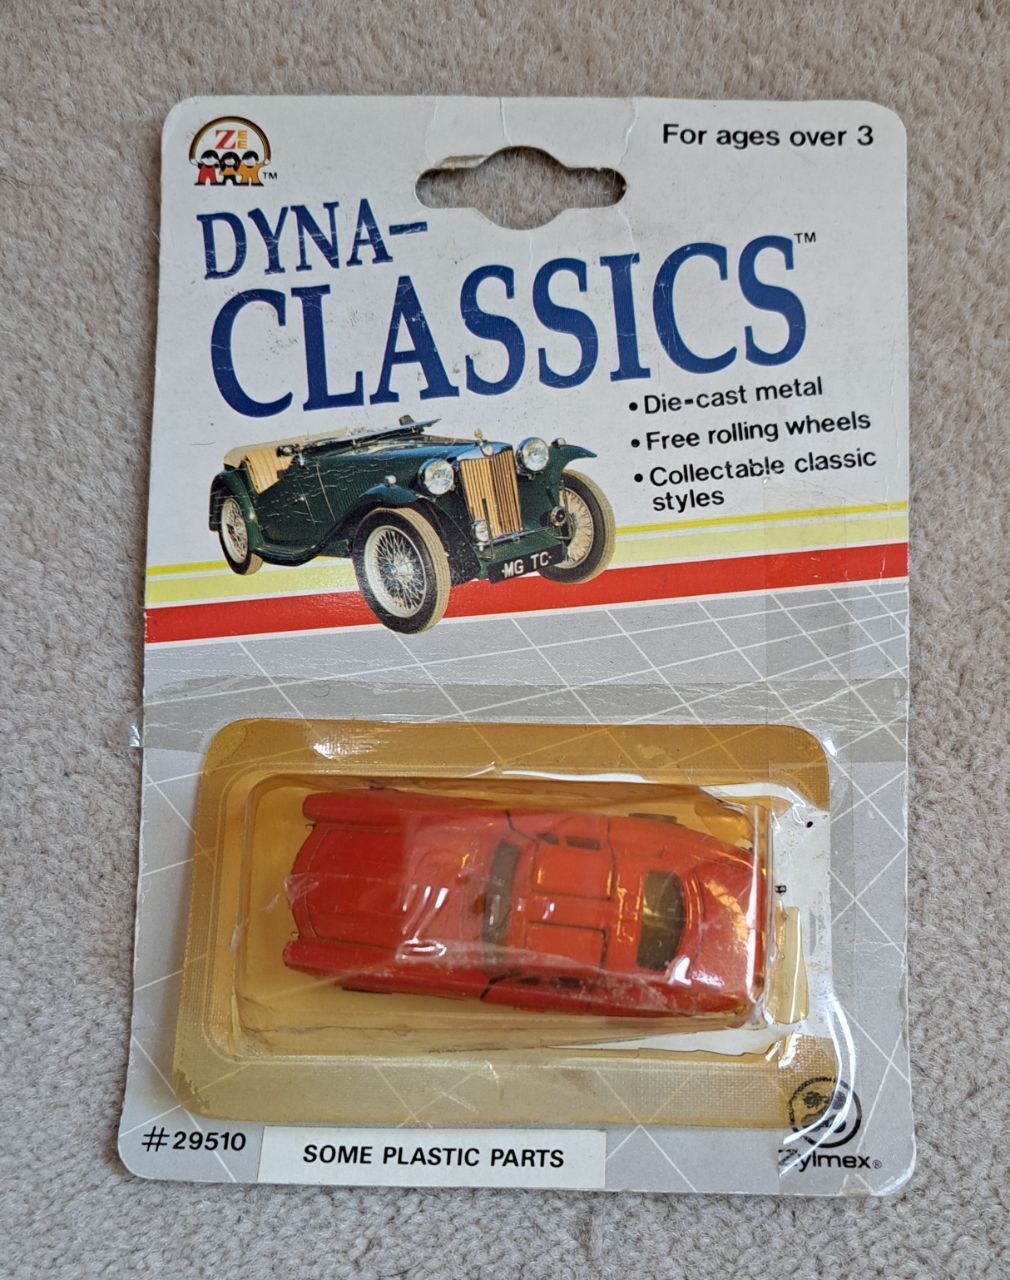 ZEE
TM
For ages over 3
DYNA-
CLASSICS™
• Die-cast metal
• Free rolling wheels
• Collectable classic
styles
MG TC
#29510
SOME PLASTIC PARTS
Zylmex®